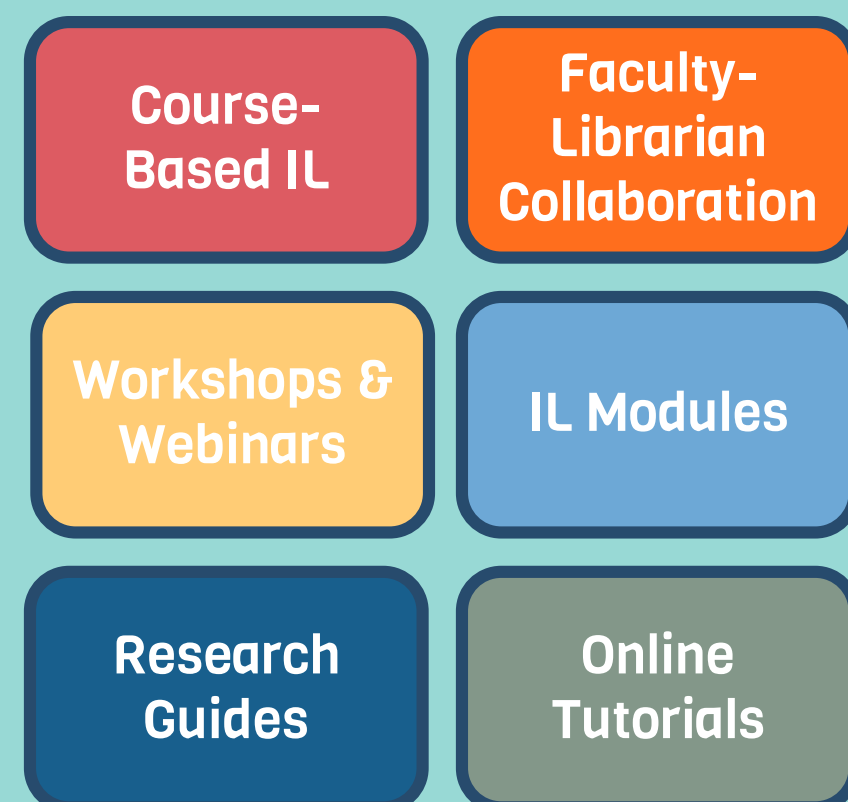 Course-
Based IL
Faculty-
Librarian
Collaboration
Workshops &
Webinars
IL Modules
Research
Guides
Online
Tutorials